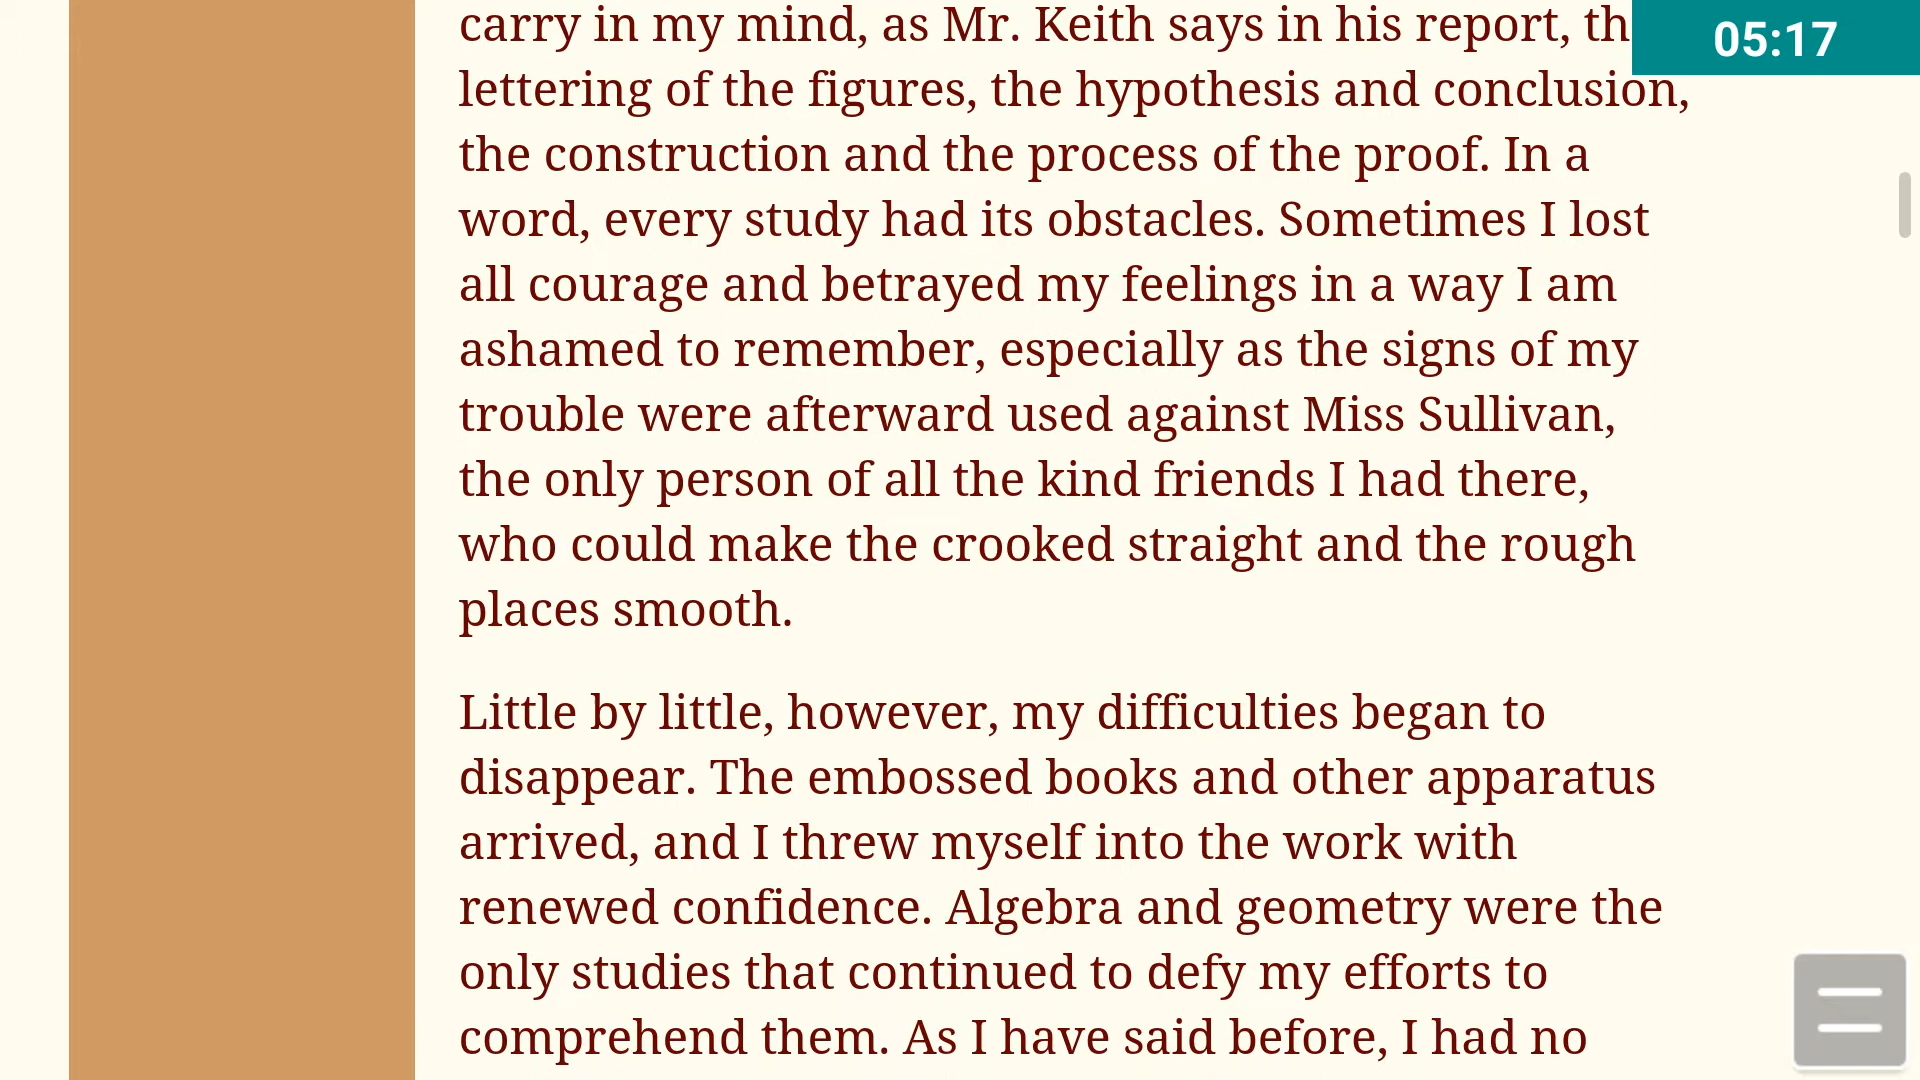 carry in my mind, as Mr. Keith says in his report, th
05:17
lettering of the figures, the hypothesis and conclusion,
the construction and the process of the proof. In a
word, every study had its obstacles. Sometimes I lost
all courage and betrayed my feelings in a way I am
ashamed to remember, especially as the signs of my
trouble were afterward used against Miss Sullivan,
the only person of all the kind friends I had there,
who could make the crooked straight and the rough
places smooth.
Little by little, however, my difficulties began to
disappear. The embossed books and other apparatus
arrived, and I threw myself into the work with
renewed confidence. Algebra and geometry were the
only studies that continued to defy my efforts to
comprehend them. As I have said before, I had no